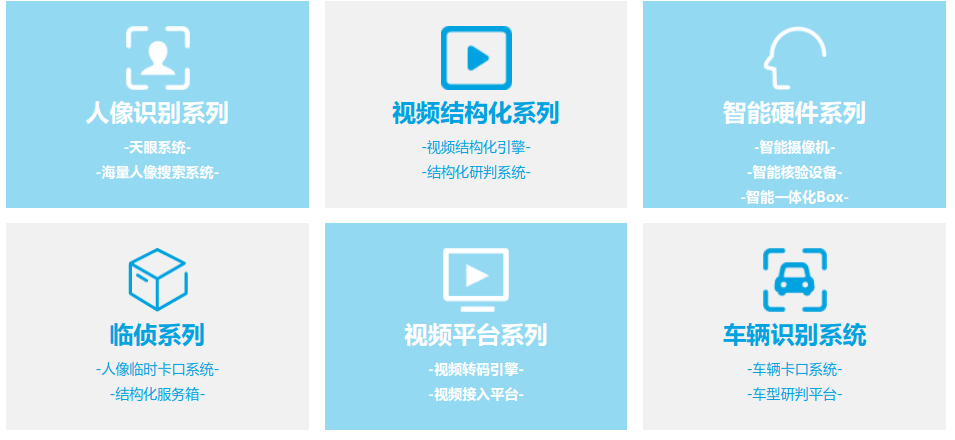 人像识别系列
-天眼系统-
-海量人像搜索系统-
视频结构化系列
-视频结构化引擎-
-结构化研判系统-
智能硬件系列
-智能摄像机-
-智能核验设备-
-智能一体化Box-
临侦系列
-人像临时卡口系统-
-结构化服务箱-
视频平台系列
-视频转码引擎-
-视频接入平台-
车辆识别系统
-车辆卡口系统-
-车型研判平台-